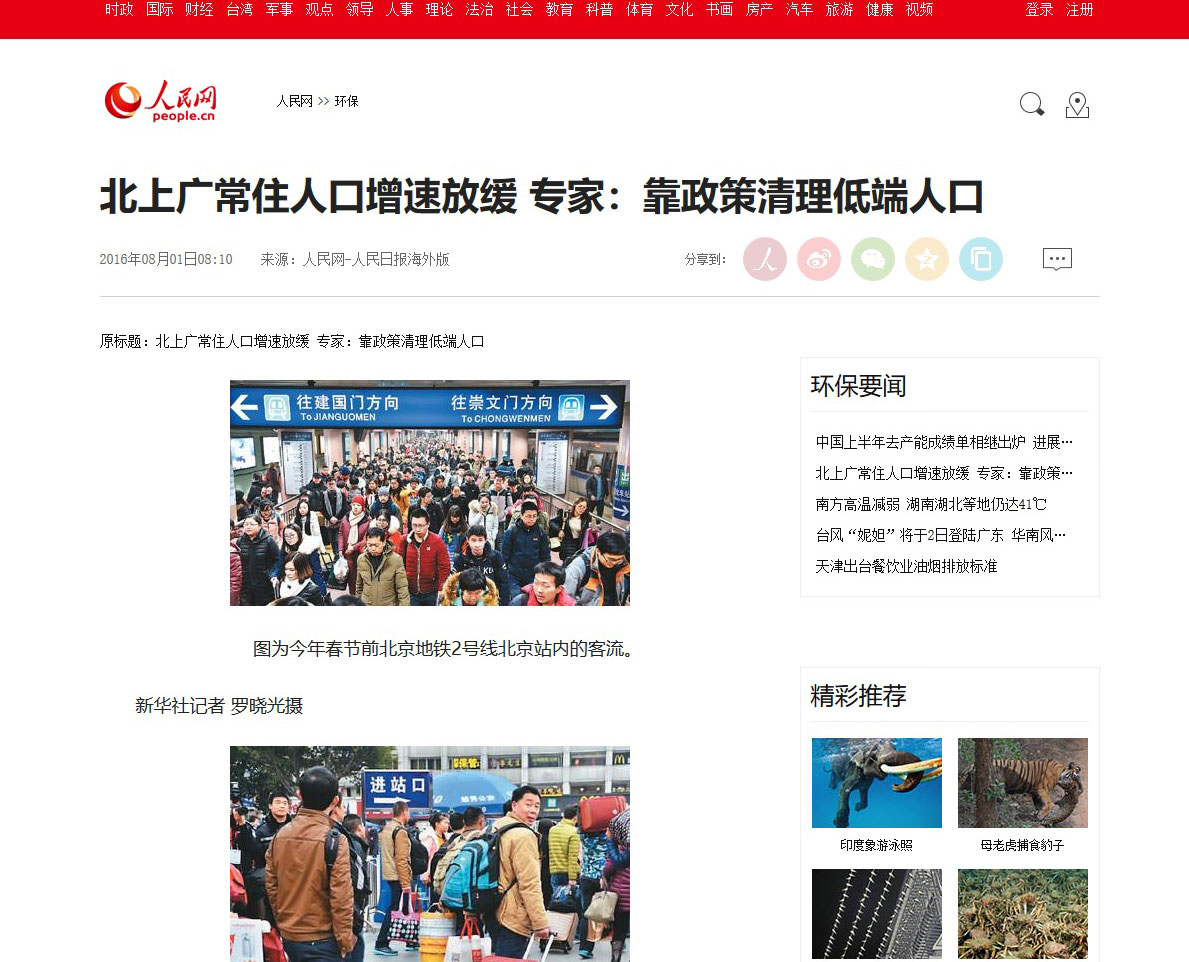 时政 国际 财经 台湾 军事 观点 领导 人事 理论 法治 社会 教育 科普 体育 文化 书画 房产 汽车 旅游 健康 视频 登录 注册
人民网 people.cn
人民网 >> 环保
北上广常住人口增速放缓 专家：靠政策清理低端人口
2016年08月01日08:10 来源：人民网-人民日报海外版 分享到：
原标题：北上广常住人口增速放缓 专家：靠政策清理低端人口
往建国门方向 往崇文门方向
To JIANGUOMEN To CHONGWENMEN
图为今年春节前北京地铁2号线北京站内的客流。
新华社记者 罗晓光摄
进站口
环保要闻
中国上半年去产能成绩单相继出炉 进展…
北上广常住人口增速放缓 专家：靠政策…
南方高温减弱 湖南湖北等地仍达41℃
台风“妮妲”将于2日登陆广东 华南风…
天津出台餐饮业油烟排放标准
精彩推荐
印度象游泳照 母老虎捕食豹子